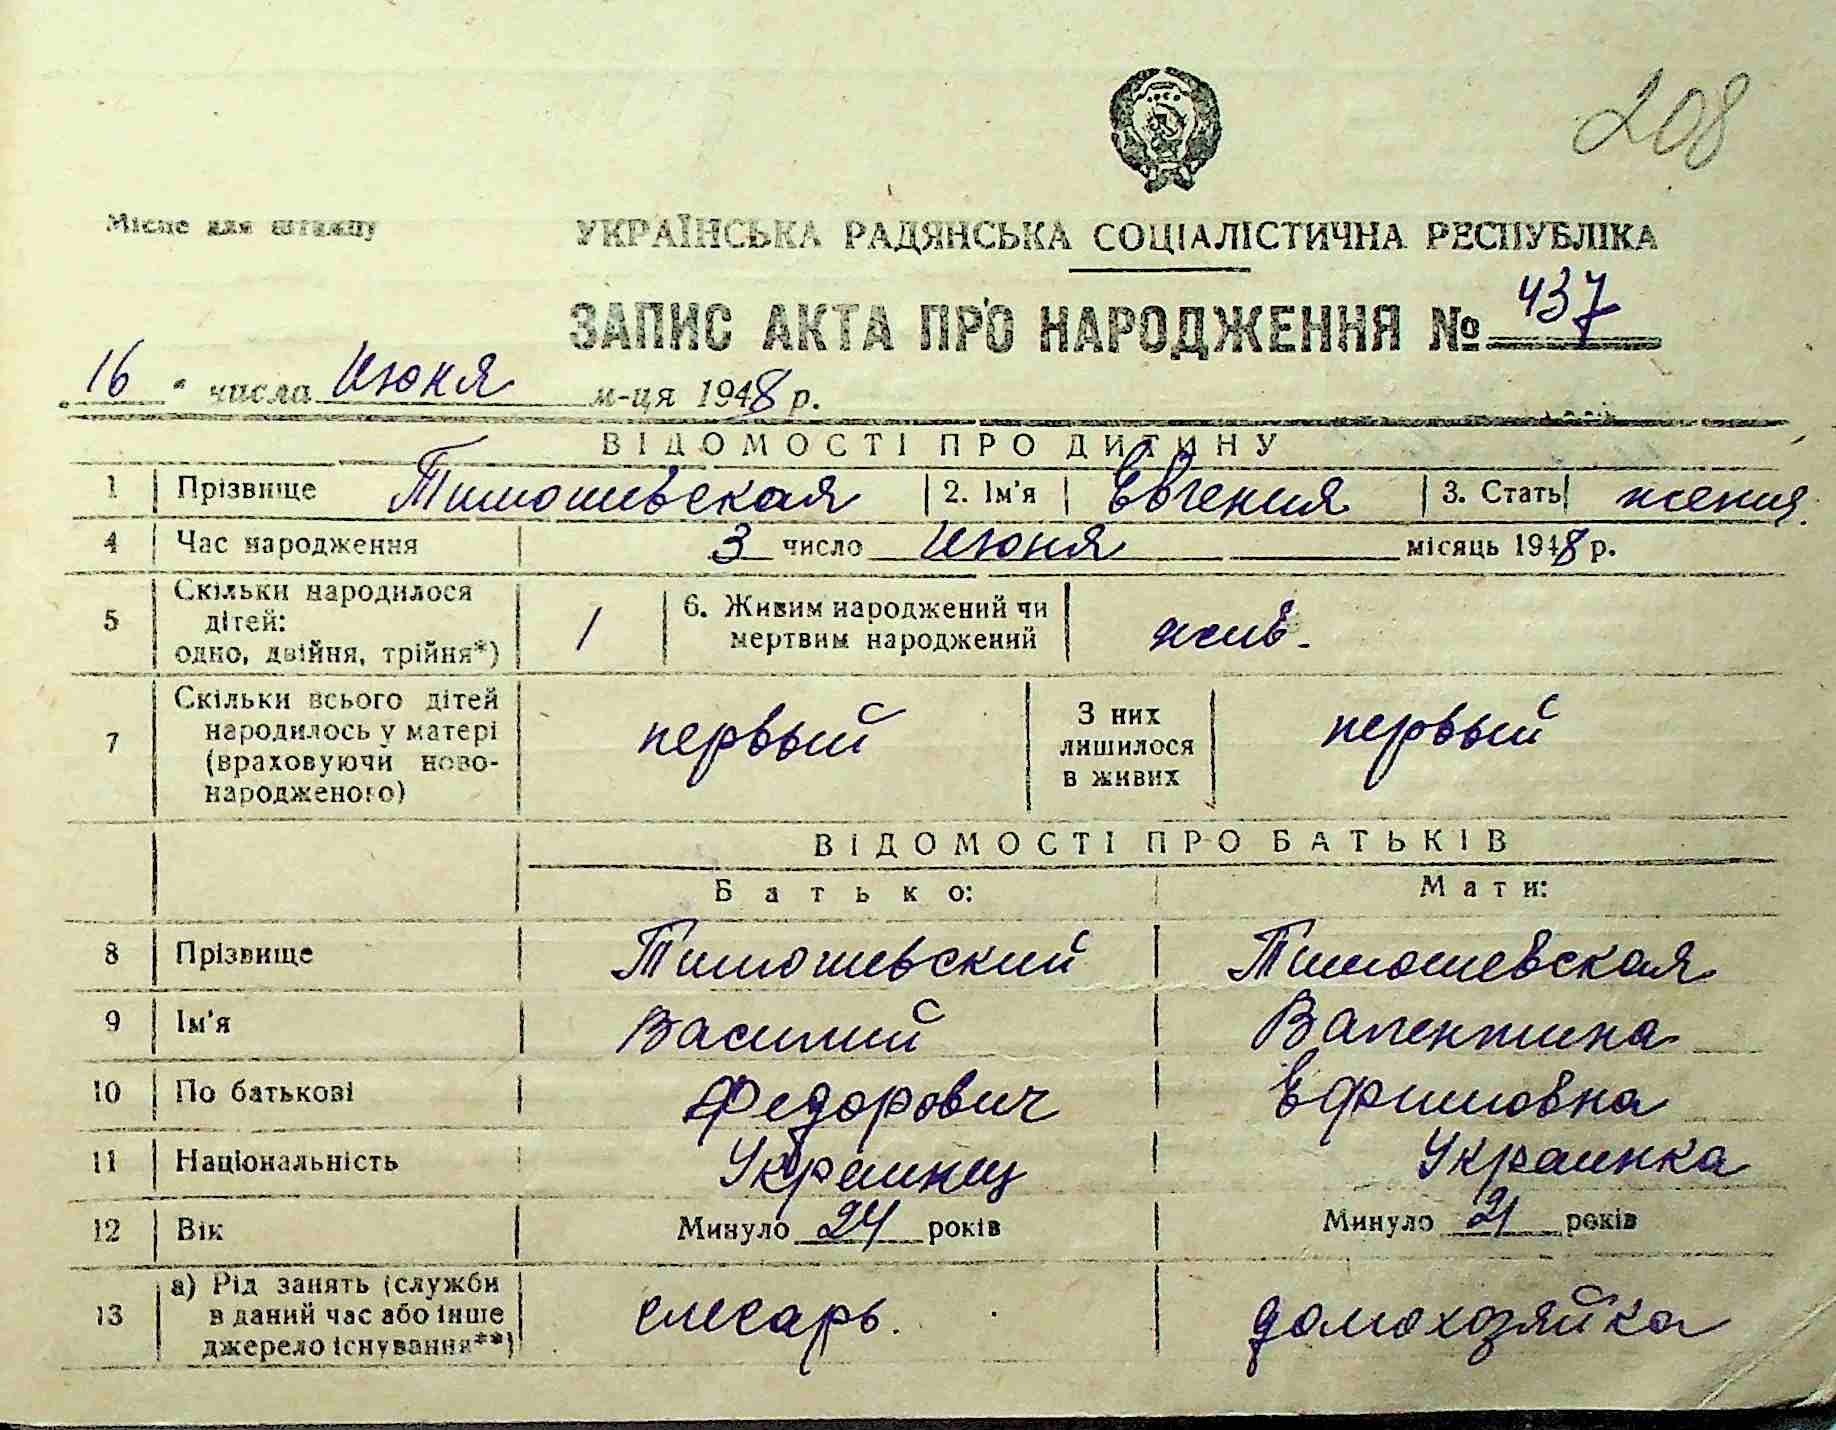 208
Місце для штампу
УКРАЇНСЬКА РАДЯНСЬКА СОЦІАЛІСТИЧНА РЕСПУБЛІКА
ЗАПИС АКТА ПРО НАРОДЖЕННЯ № 437
16 " числа Июня м-ця 1948 р.
ВІДОМОСТІ ПРО ДИТИНУ
1 Прізвище Тимошевская 2. Ім'я Евгения 3. Стать женщ.
4 Час народження 3 число Июня місяць 1948 р.
5 Скільки народилося дітей: одно, двійня, трійня*) 1 6. Живим народжений чи мертвим народжений жив.
7 Скільки всього дітей народилось у матері (враховуючи ново-народженого) первый З них лишилося в живих первый
ВІДОМОСТІ ПРО БАТЬКІВ
Батько: Мати:
8 Прізвище Тимошевский Тимошевская
9 Ім'я Василий Валентина
10 По батькові Федорович Ефимовна
11 Національність Украинец Украинка
12 Вік Минуло 24 років Минуло 21 років
13 а) Рід занять (служби в даний час або інше джерело існування**) слесарь. домохозяйка